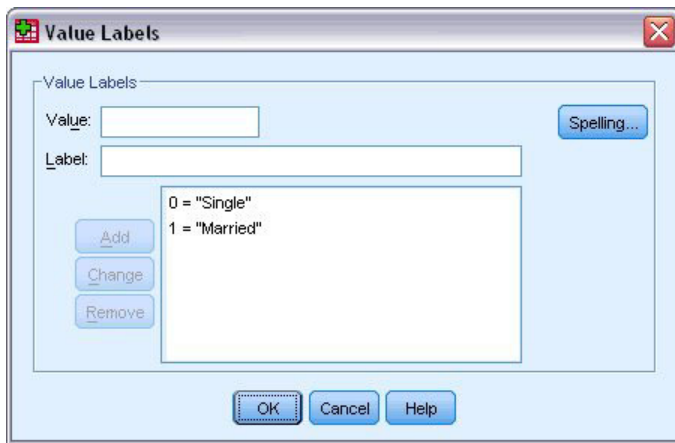 Value Labels
Value Labels
Value:
Spelling...
Label:
0 = "Single"
1 = "Married"
Add
Change
Remove
OK
Cancel
Help